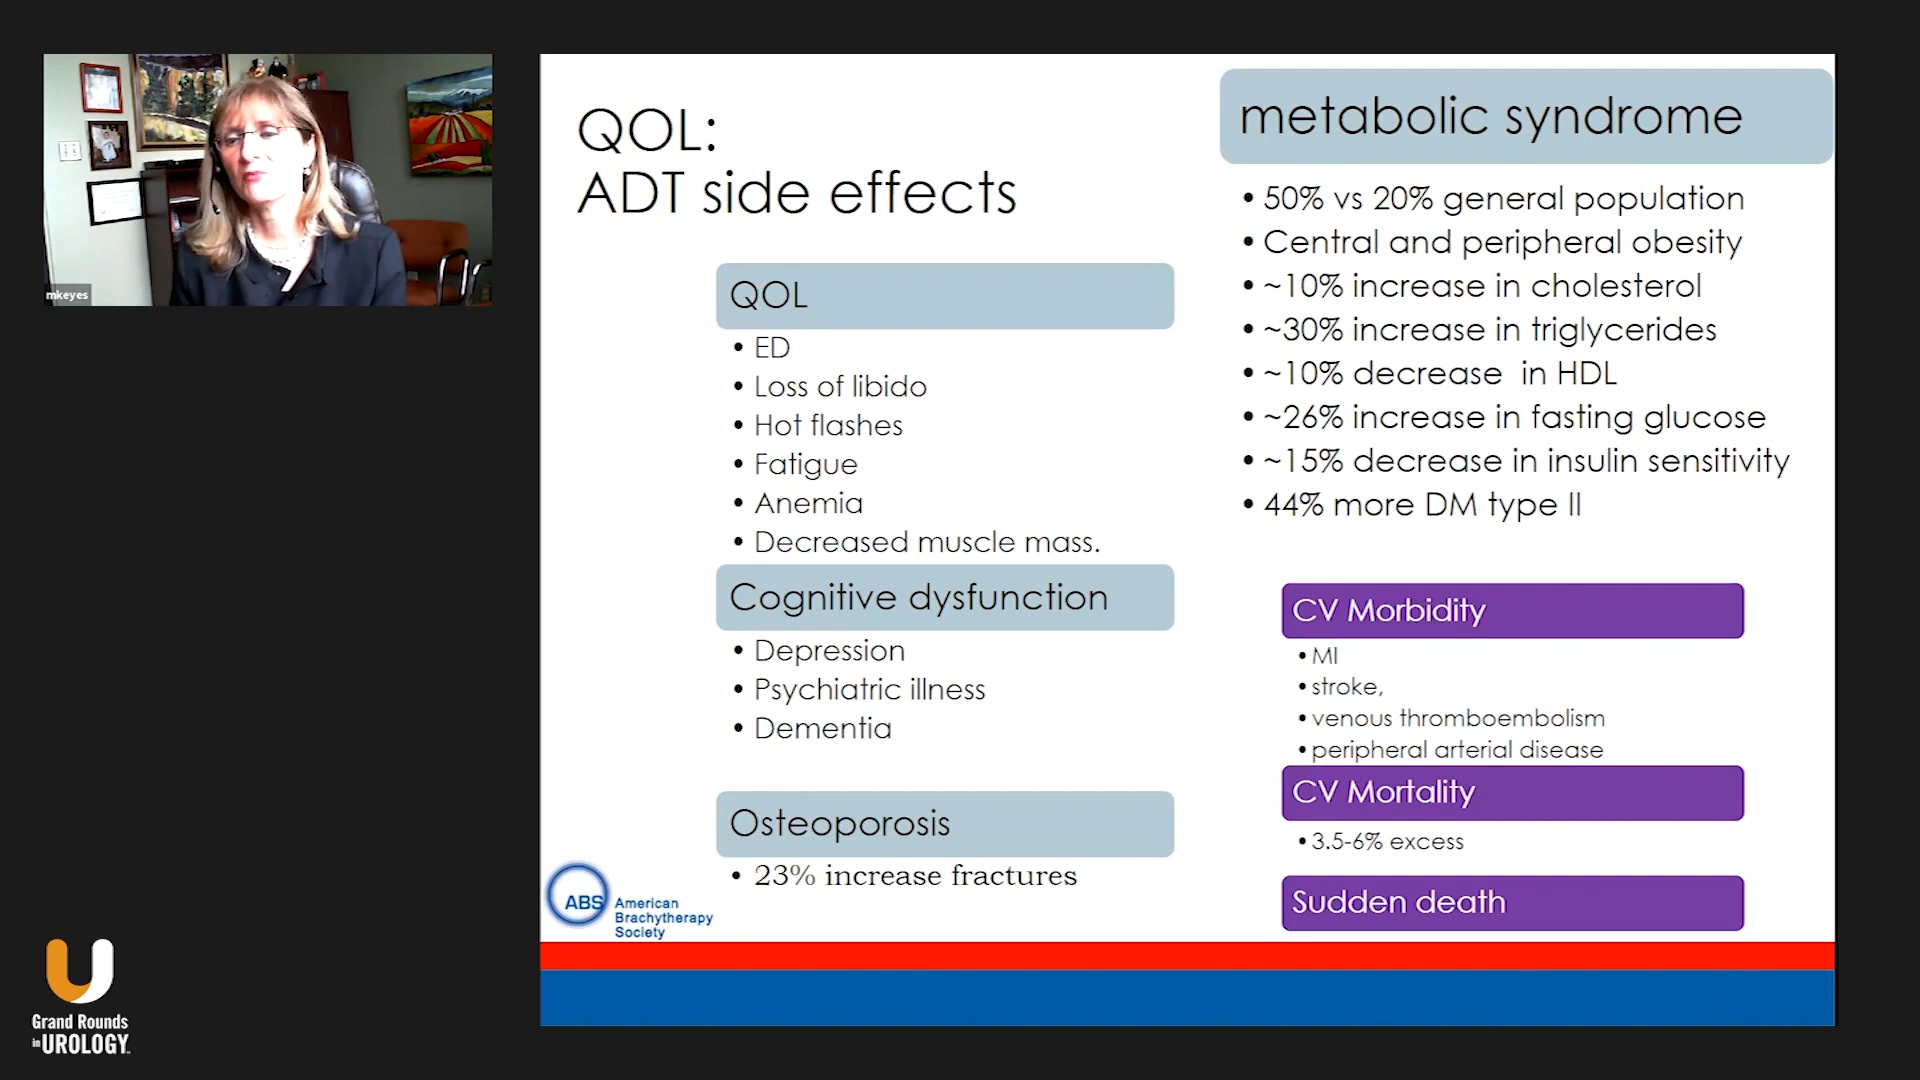 mkeyes
QOL:
ADT side effects
QOL
• ED
• Loss of libido
• Hot flashes
• Fatigue
• Anemia
• Decreased muscle mass.
Cognitive dysfunction
• Depression
• Psychiatric illness
• Dementia
Osteoporosis
• 23% increase fractures
metabolic syndrome
• 50% vs 20% general population
• Central and peripheral obesity
• ~10% increase in cholesterol
• ~30% increase in triglycerides
• ~10% decrease in HDL
• ~26% increase in fasting glucose
• ~15% decrease in insulin sensitivity
• 44% more DM type II
CV Morbidity
• MI
• stroke,
• venous thromboembolism
• peripheral arterial disease
CV Mortality
• 3.5-6% excess
Sudden death
ABS
American
Brachytherapy
Society
Grand Rounds
in UROLOGY